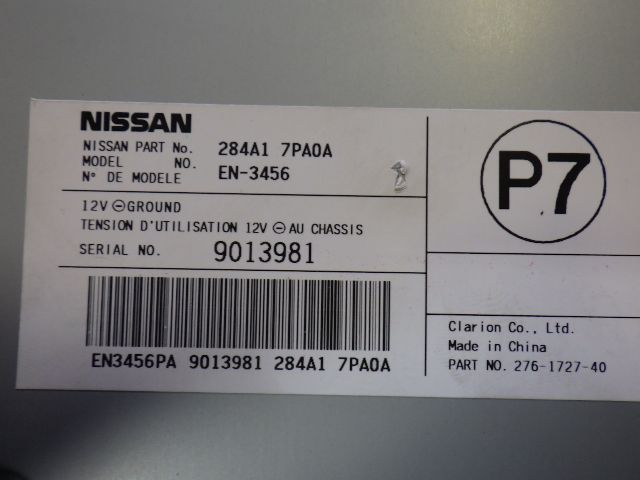 NISSAN
NISSAN PART No. 284A1 7PA0A
MODEL NO. EN-3456
N° DE MODELE
12V ⊖ GROUND
TENSION D'UTILISATION 12V ⊖ AU CHASSIS
SERIAL NO. 9013981
EN3456PA 9013981 284A1 7PA0A
P7
Clarion Co., Ltd.
Made in China
PART NO. 276-1727-40